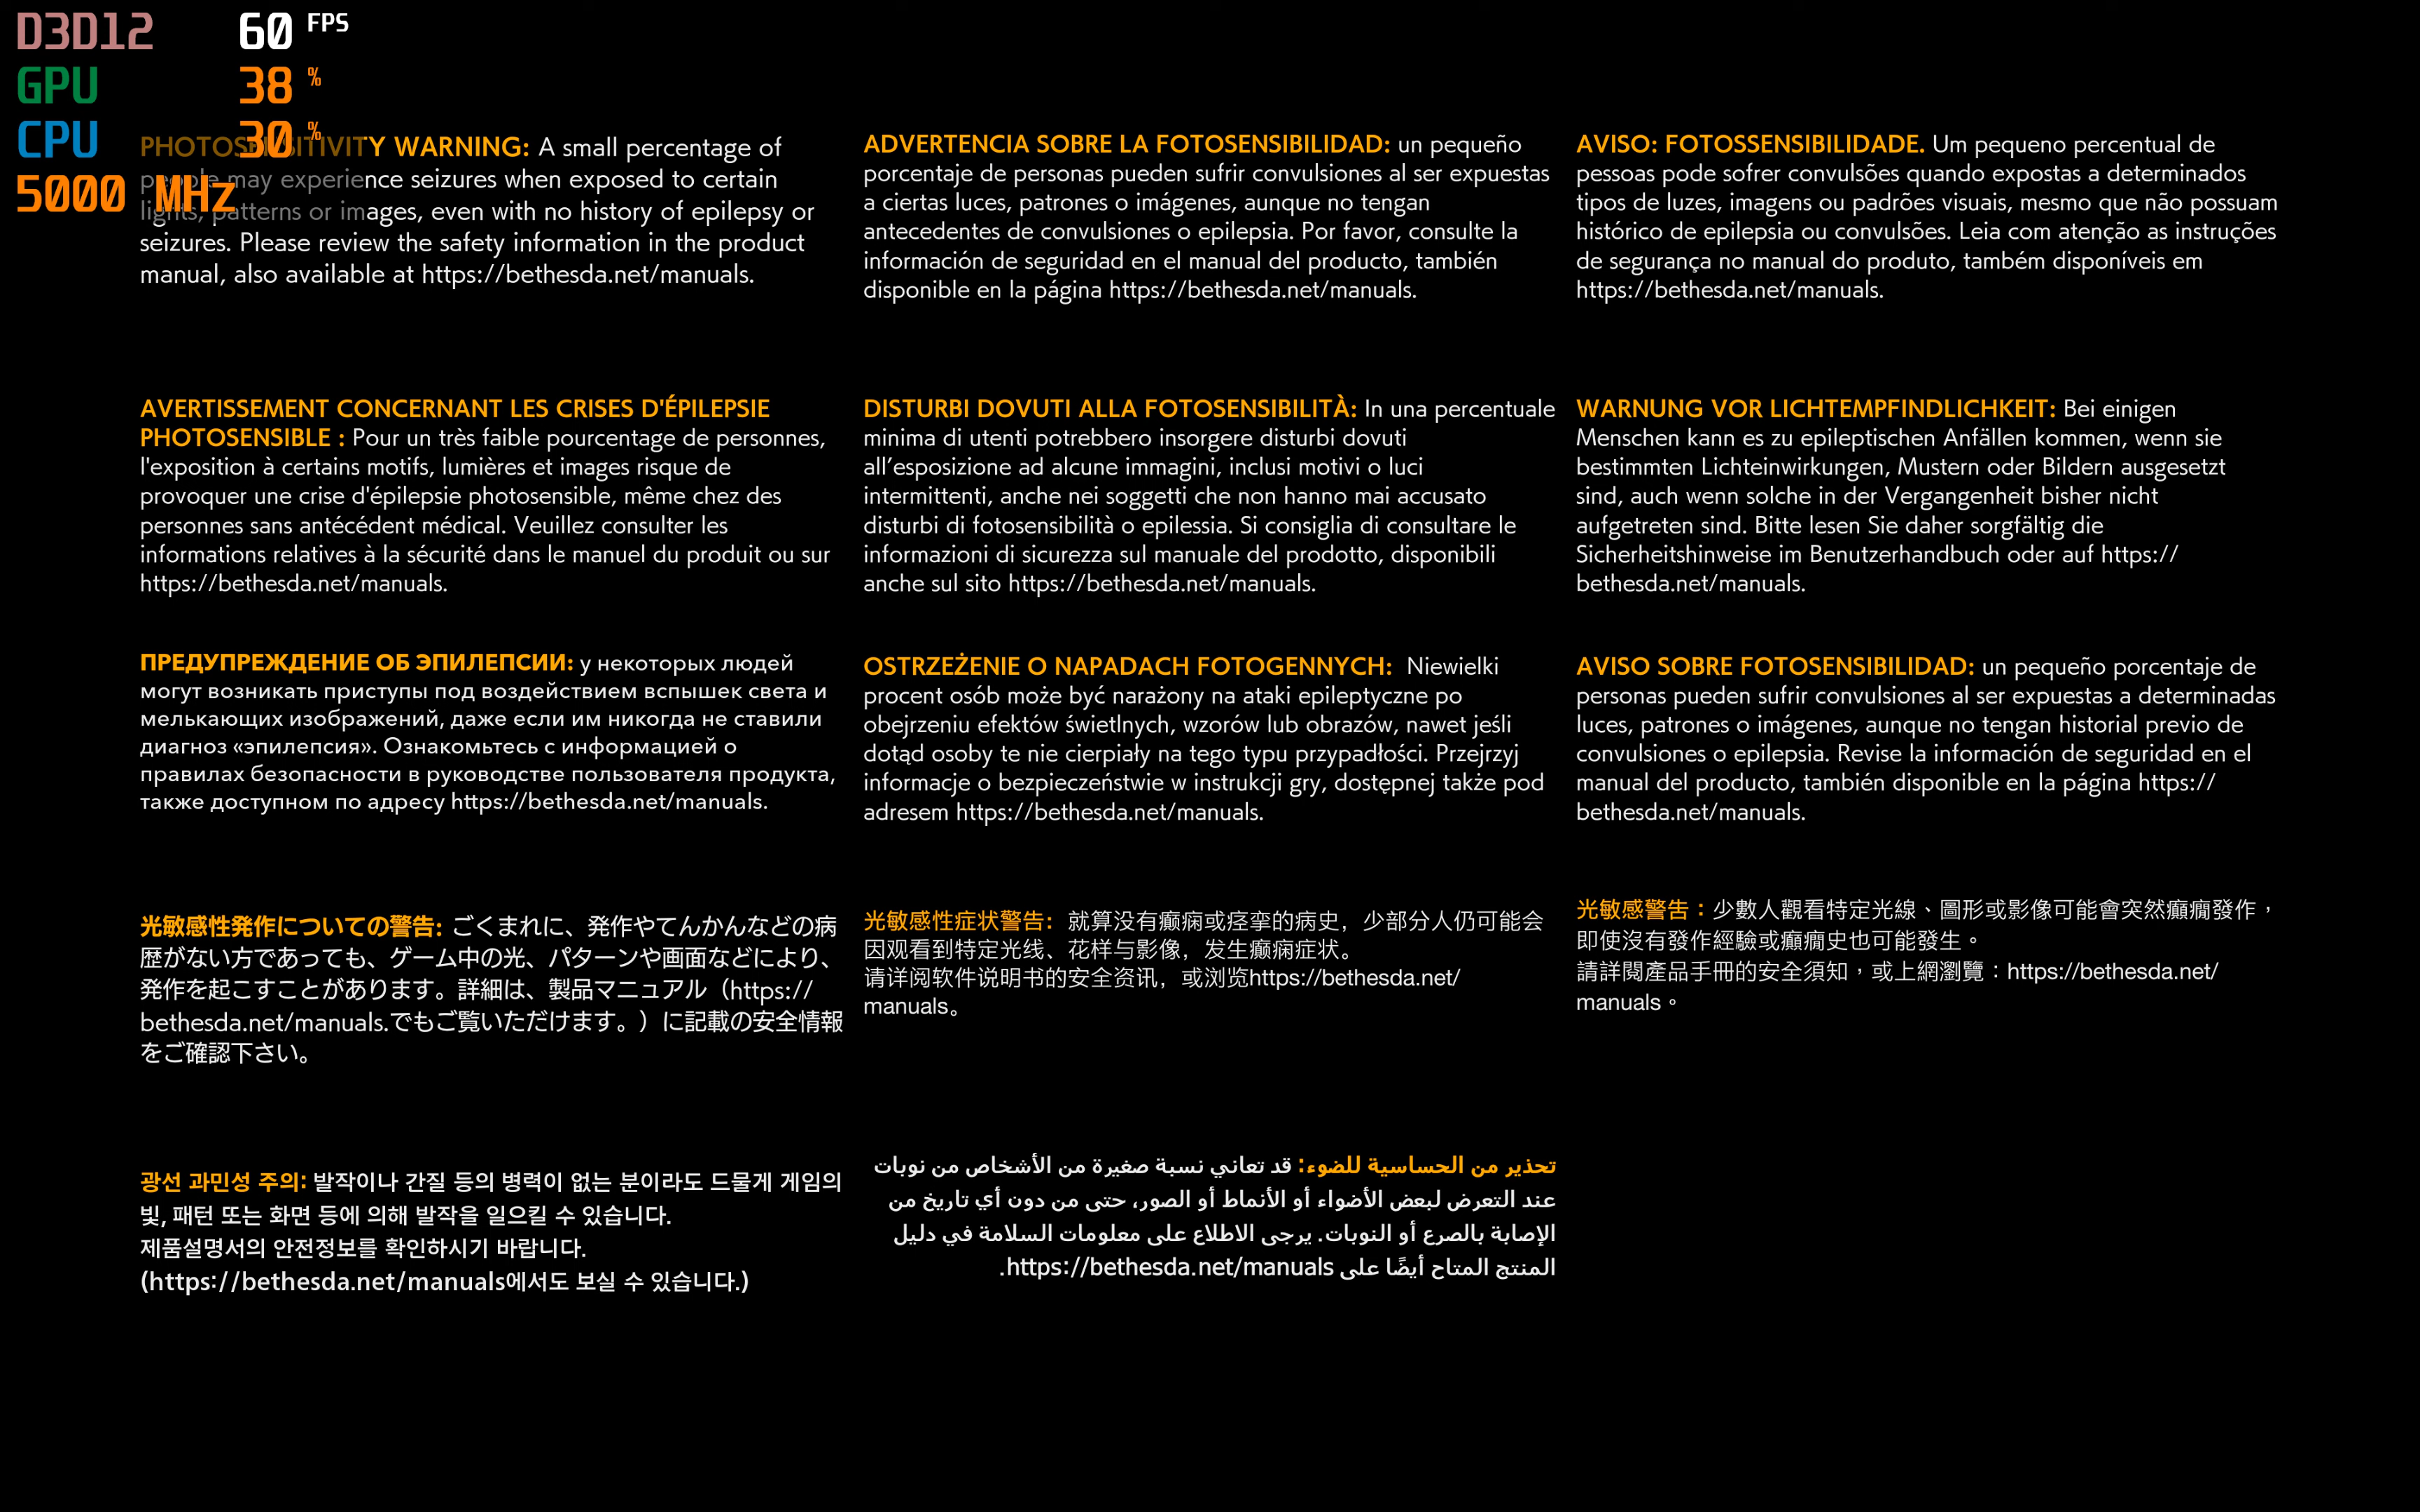 D3D12 60 FPS
GPU 38 %
CPU 30 %
5000 MHz
PHOTOSENSITIVITY WARNING: A small percentage of
people may experience seizures when exposed to certain
lights, patterns or images, even with no history of epilepsy or
seizures. Please review the safety information in the product
manual, also available at https://bethesda.net/manuals.
ADVERTENCIA SOBRE LA FOTOSENSIBILIDAD: un pequeño
porcentaje de personas pueden sufrir convulsiones al ser expuestas
a ciertas luces, patrones o imágenes, aunque no tengan
antecedentes de convulsiones o epilepsia. Por favor, consulte la
información de seguridad en el manual del producto, también
disponible en la página https://bethesda.net/manuals.
AVISO: FOTOSSENSIBILIDADE. Um pequeno percentual de
pessoas pode sofrer convulsões quando expostas a determinados
tipos de luzes, imagens ou padrões visuais, mesmo que não possuam
histórico de epilepsia ou convulsões. Leia com atenção as instruções
de segurança no manual do produto, também disponíveis em
https://bethesda.net/manuals.
AVERTISSEMENT CONCERNANT LES CRISES D'ÉPILEPSIE
PHOTOSENSIBLE : Pour un très faible pourcentage de personnes,
l'exposition à certains motifs, lumières et images risque de
provoquer une crise d'épilepsie photosensible, même chez des
personnes sans antécédent médical. Veuillez consulter les
informations relatives à la sécurité dans le manuel du produit ou sur
https://bethesda.net/manuals.
DISTURBI DOVUTI ALLA FOTOSENSIBILITÀ: In una percentuale
minima di utenti potrebbero insorgere disturbi dovuti
all’esposizione ad alcune immagini, inclusi motivi o luci
intermittenti, anche nei soggetti che non hanno mai accusato
disturbi di fotosensibilità o epilessia. Si consiglia di consultare le
informazioni di sicurezza sul manuale del prodotto, disponibili
anche sul sito https://bethesda.net/manuals.
WARNUNG VOR LICHTEMPFINDLICHKEIT: Bei einigen
Menschen kann es zu epileptischen Anfällen kommen, wenn sie
bestimmten Lichteinwirkungen, Mustern oder Bildern ausgesetzt
sind, auch wenn solche in der Vergangenheit bisher nicht
aufgetreten sind. Bitte lesen Sie daher sorgfältig die
Sicherheitshinweise im Benutzerhandbuch oder auf https://
bethesda.net/manuals.
ПРЕДУПРЕЖДЕНИЕ ОБ ЭПИЛЕПСИИ: у некоторых людей
могут возникать приступы под воздействием вспышек света и
мелькающих изображений, даже если им никогда не ставили
диагноз «эпилепсия». Ознакомьтесь с информацией о
правилах безопасности в руководстве пользователя продукта,
также доступном по адресу https://bethesda.net/manuals.
OSTRZEŻENIE O NAPADACH FOTOGENNYCH: Niewielki
procent osób może być narażony na ataki epileptyczne po
obejrzeniu efektów świetlnych, wzorów lub obrazów, nawet jeśli
dotąd osoby te nie cierpiały na tego typu przypadłości. Przejrzyj
informacje o bezpieczeństwie w instrukcji gry, dostępnej także pod
adresem https://bethesda.net/manuals.
AVISO SOBRE FOTOSENSIBILIDAD: un pequeño porcentaje de
personas pueden sufrir convulsiones al ser expuestas a determinadas
luces, patrones o imágenes, aunque no tengan historial previo de
convulsiones o epilepsia. Revise la información de seguridad en el
manual del producto, también disponible en la página https://
bethesda.net/manuals.
光敏感性発作についての警告: ごくまれに、発作やてんかんなどの病
歴がない方であっても、ゲーム中の光、パターンや画面などにより、
発作を起こすことがあります。詳細は、製品マニュアル（https://
bethesda.net/manuals.でもご覧いただけます。）に記載の安全情報
をご確認下さい。
光敏感性症状警告: 就算没有癫痫或痉挛的病史，少部分人仍可能会
因观看到特定光线、花样与影像，发生癫痫症状。
请详阅软件说明书的安全资讯，或浏览https://bethesda.net/
manuals。
光敏感警吿：少數人觀看特定光線、圖形或影像可能會突然癲癇發作，
即使沒有發作經驗或癲癇史也可能發生。
請詳閱產品手冊的安全須知，或上網瀏覽：https://bethesda.net/
manuals。
광선 과민성 주의: 발작이나 간질 등의 병력이 없는 분이라도 드물게 게임의
빛, 패턴 또는 화면 등에 의해 발작을 일으킬 수 있습니다.
제품설명서의 안전정보를 확인하시기 바랍니다.
(https://bethesda.net/manuals에서도 보실 수 있습니다.)
تحذير من الحساسية للضوء: قد تعاني نسبة صغيرة من الأشخاص من نوبات
عند التعرض لبعض الأضواء أو الأنماط أو الصور، حتى من دون أي تاريخ من
الإصابة بالصرع أو النوبات. يرجى الاطلاع على معلومات السلامة في دليل
المنتج المتاح أيضًا على https://bethesda.net/manuals.